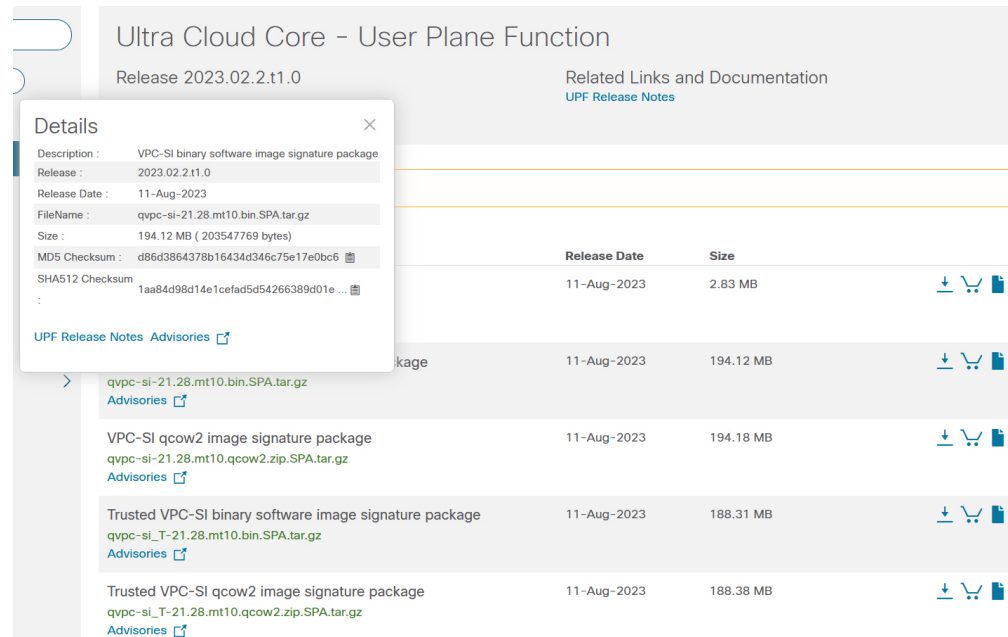 Ultra Cloud Core - User Plane Function
Release 2023.02.2.t1.0
Related Links and Documentation
UPF Release Notes
Details
Description : VPC-SI binary software image signature package
Release : 2023.02.2.t1.0
Release Date : 11-Aug-2023
FileName : qvpc-si-21.28.mt10.bin.SPA.tar.gz
Size : 194.12 MB ( 203547769 bytes)
MD5 Checksum : d86d3864378b16434d346c75e17e0bc6
SHA512 Checksum : 1aa84d98d14e1cefad5d54266389d01e ...
UPF Release Notes Advisories
Release Date Size
11-Aug-2023 2.83 MB
kage 11-Aug-2023 194.12 MB
qvpc-si-21.28.mt10.bin.SPA.tar.gz
Advisories
VPC-SI qcow2 image signature package 11-Aug-2023 194.18 MB
qvpc-si-21.28.mt10.qcow2.zip.SPA.tar.gz
Advisories
Trusted VPC-SI binary software image signature package 11-Aug-2023 188.31 MB
qvpc-si_T-21.28.mt10.bin.SPA.tar.gz
Advisories
Trusted VPC-SI qcow2 image signature package 11-Aug-2023 188.38 MB
qvpc-si_T-21.28.mt10.qcow2.zip.SPA.tar.gz
Advisories